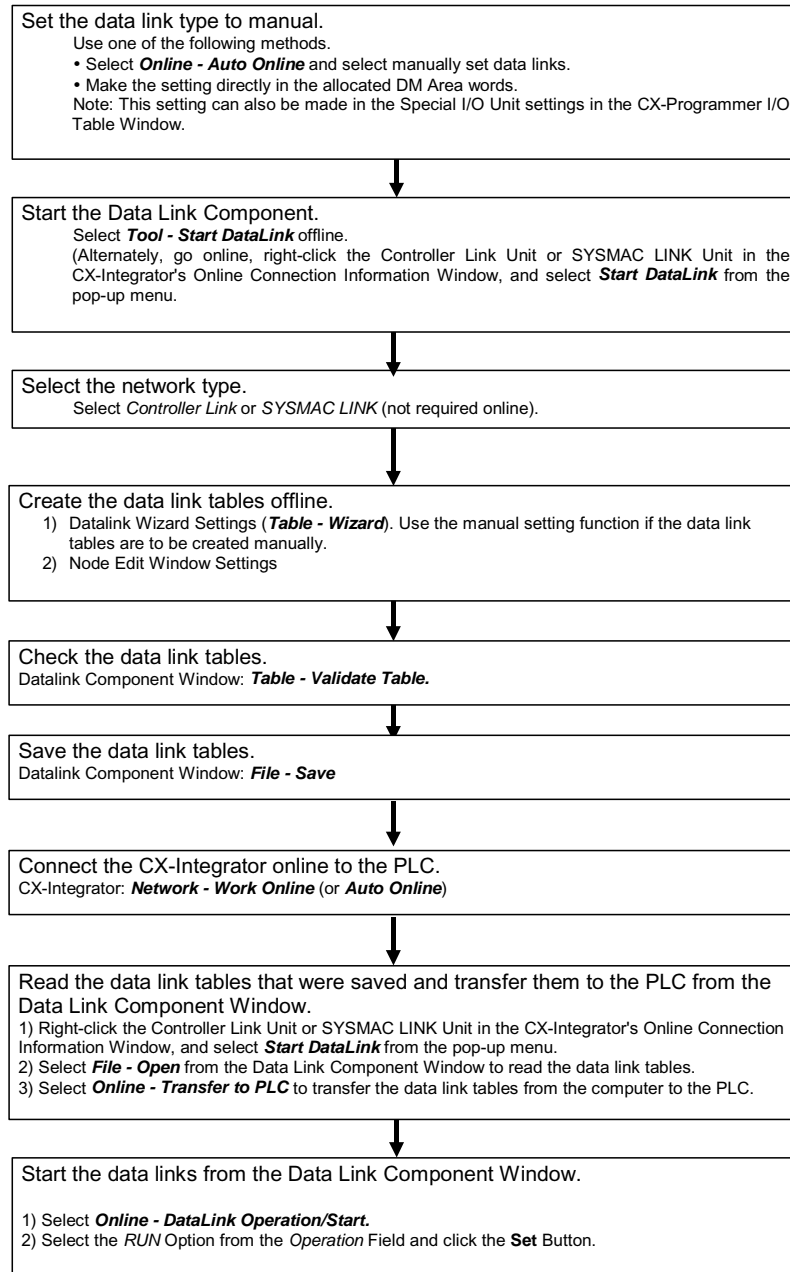 Set the data link type to manual.
Use one of the following methods.
• Select Online - Auto Online and select manually set data links.
• Make the setting directly in the allocated DM Area words.
Note: This setting can also be made in the Special I/O Unit settings in the CX-Programmer I/O
Table Window.
Start the Data Link Component.
Select Tool - Start DataLink offline.
(Alternately, go online, right-click the Controller Link Unit or SYSMAC LINK Unit in the
CX-Integrator's Online Connection Information Window, and select Start DataLink from the
pop-up menu.
Select the network type.
Select Controller Link or SYSMAC LINK (not required online).
Create the data link tables offline.
1) Datalink Wizard Settings (Table - Wizard). Use the manual setting function if the data link
tables are to be created manually.
2) Node Edit Window Settings
Check the data link tables.
Datalink Component Window: Table - Validate Table.
Save the data link tables.
Datalink Component Window: File - Save
Connect the CX-Integrator online to the PLC.
CX-Integrator: Network - Work Online (or Auto Online)
Read the data link tables that were saved and transfer them to the PLC from the
Data Link Component Window.
1) Right-click the Controller Link Unit or SYSMAC LINK Unit in the CX-Integrator's Online Connection
Information Window, and select Start DataLink from the pop-up menu.
2) Select File - Open from the Data Link Component Window to read the data link tables.
3) Select Online - Transfer to PLC to transfer the data link tables from the computer to the PLC.
Start the data links from the Data Link Component Window.
1) Select Online - DataLink Operation/Start.
2) Select the RUN Option from the Operation Field and click the Set Button.